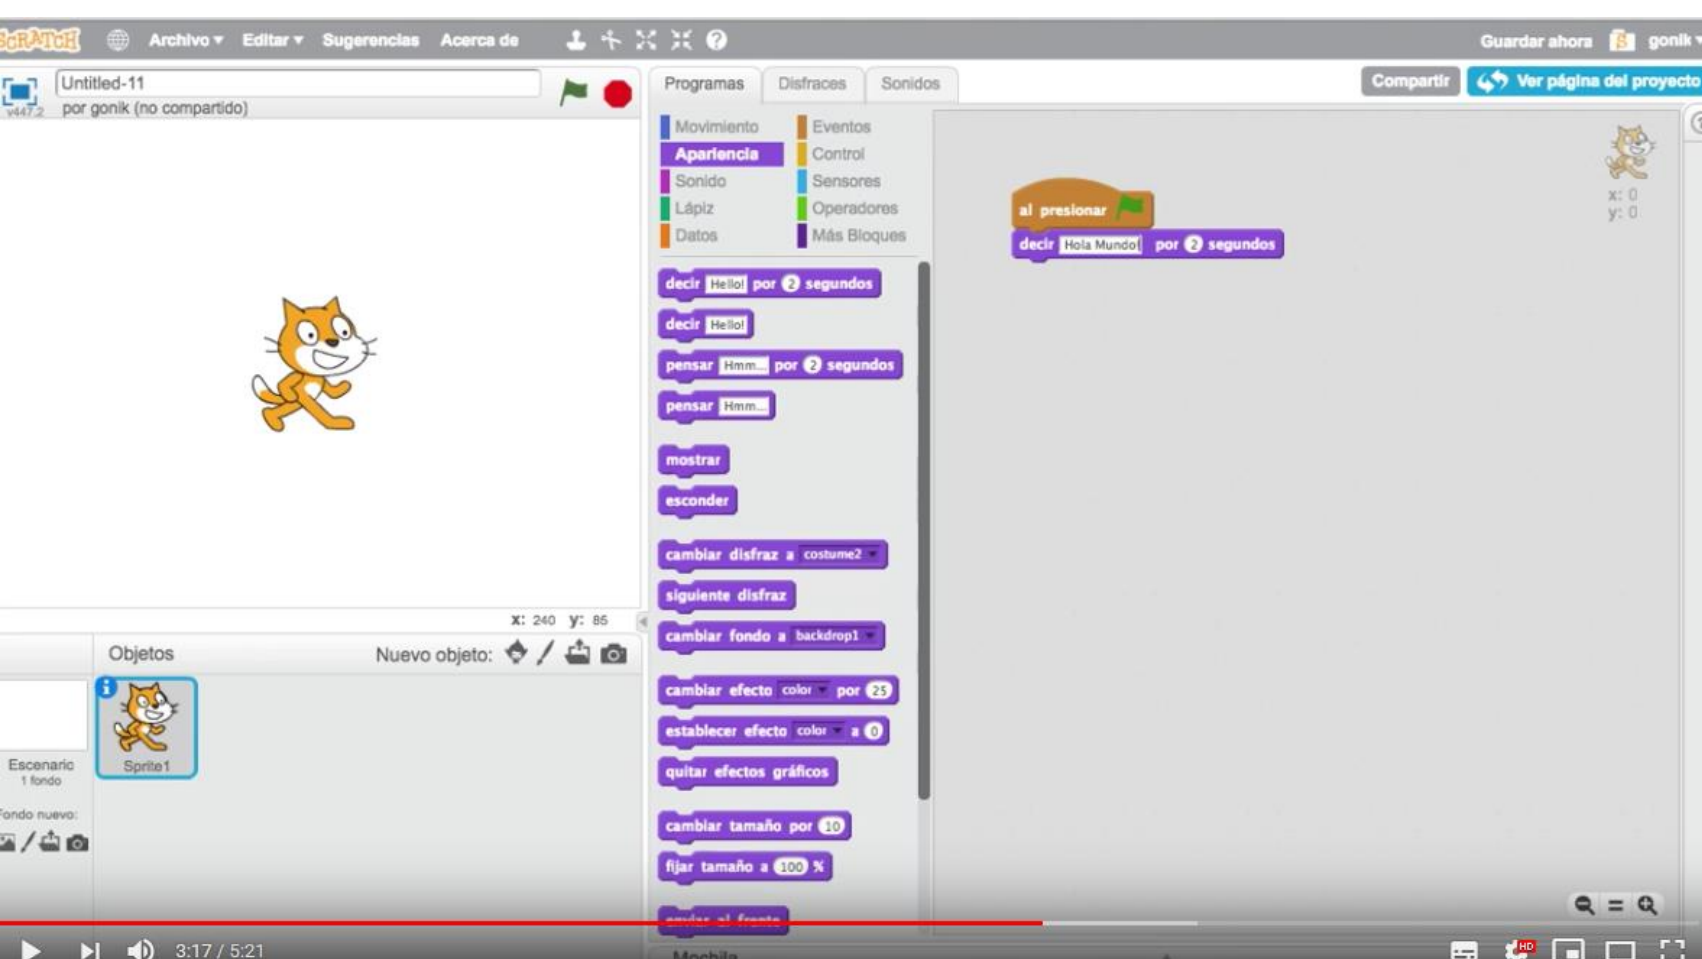 SCRATCH Archivo Editar Sugerencias Acerca de Guardar ahora gonik
Untitled-11
v447.2 por gonik (no compartido)
Programas Disfraces Sonidos Compartir Ver página del proyecto
Movimiento Eventos
Apariencia Control
Sonido Sensores
Lápiz Operadores
Datos Más Bloques
x: 0
y: 0
al presionar
decir Hola Mundo! por 2 segundos
decir Hello! por 2 segundos
decir Hello!
pensar Hmm... por 2 segundos
pensar Hmm...
mostrar
esconder
cambiar disfraz a costume2
siguiente disfraz
cambiar fondo a backdrop1
cambiar efecto color por 25
establecer efecto color a 0
quitar efectos gráficos
cambiar tamaño por 10
fijar tamaño a 100 %
enviar al frente
Mochila
X: 240 y: 85
Objetos Nuevo objeto:
Sprite1
Escenario
1 fondo
Fondo nuevo:
3:17 / 5:21
HD